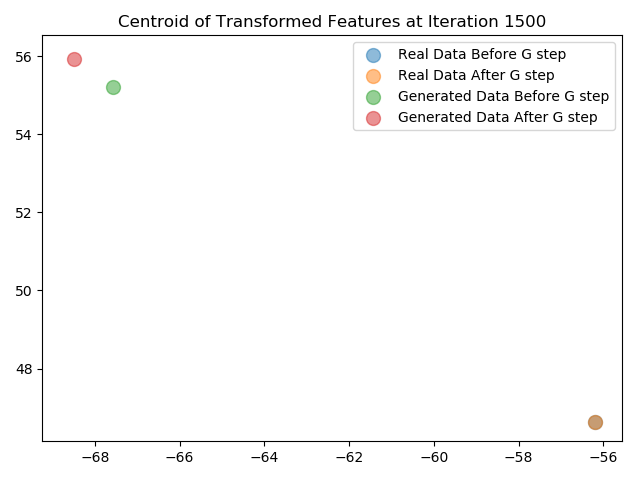 Centroid of Transformed Features at Iteration 1500
Real Data Before G step
Real Data After G step
Generated Data Before G step
Generated Data After G step
56
54
52
50
48
−68 −66 −64 −62 −60 −58 −56